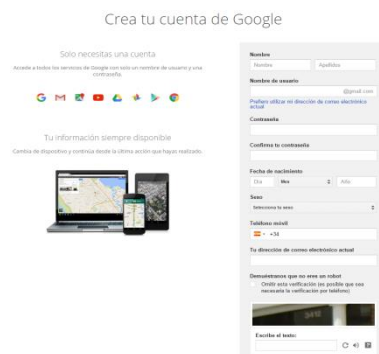 Crea tu cuenta de Google
Solo necesitas una cuenta
Accede a todos los servicios de Google con solo un nombre de usuario y una
contraseña.
Tu información siempre disponible
Cambia de dispositivo y continúa desde la última acción que hayas realizado.
Nombre
Nombre
Apellidos
Nombre de usuario
@gmail.com
Prefiero utilizar mi dirección de correo electrónico
actual
Contraseña
Confirma tu contraseña
Fecha de nacimiento
Día
Mes
Año
Sexo
Selecciona tu sexo
Teléfono móvil
+34
Tu dirección de correo electrónico actual
Demuéstranos que no eres un robot
Omitir esta verificación (es posible que sea
necesaria la verificación por teléfono)
3412
Escribe el texto: